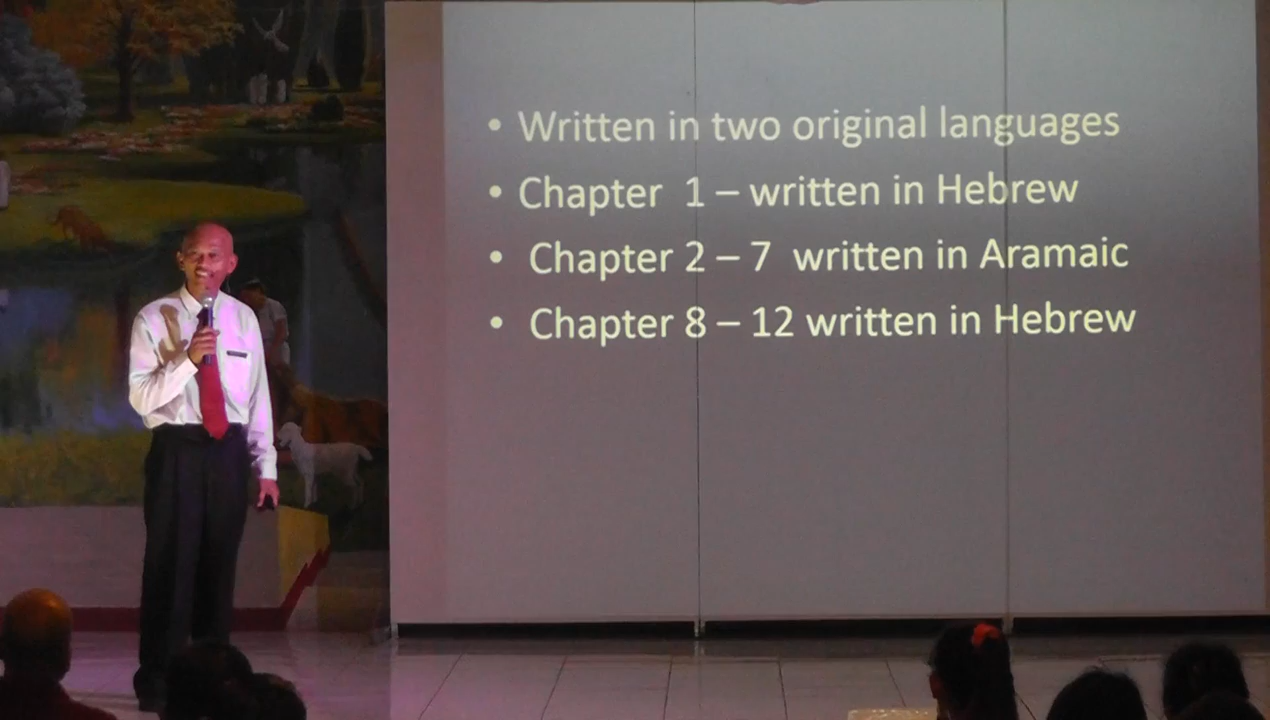 • Written in two original languages
• Chapter 1 – written in Hebrew
• Chapter 2 – 7 written in Aramaic
• Chapter 8 – 12 written in Hebrew